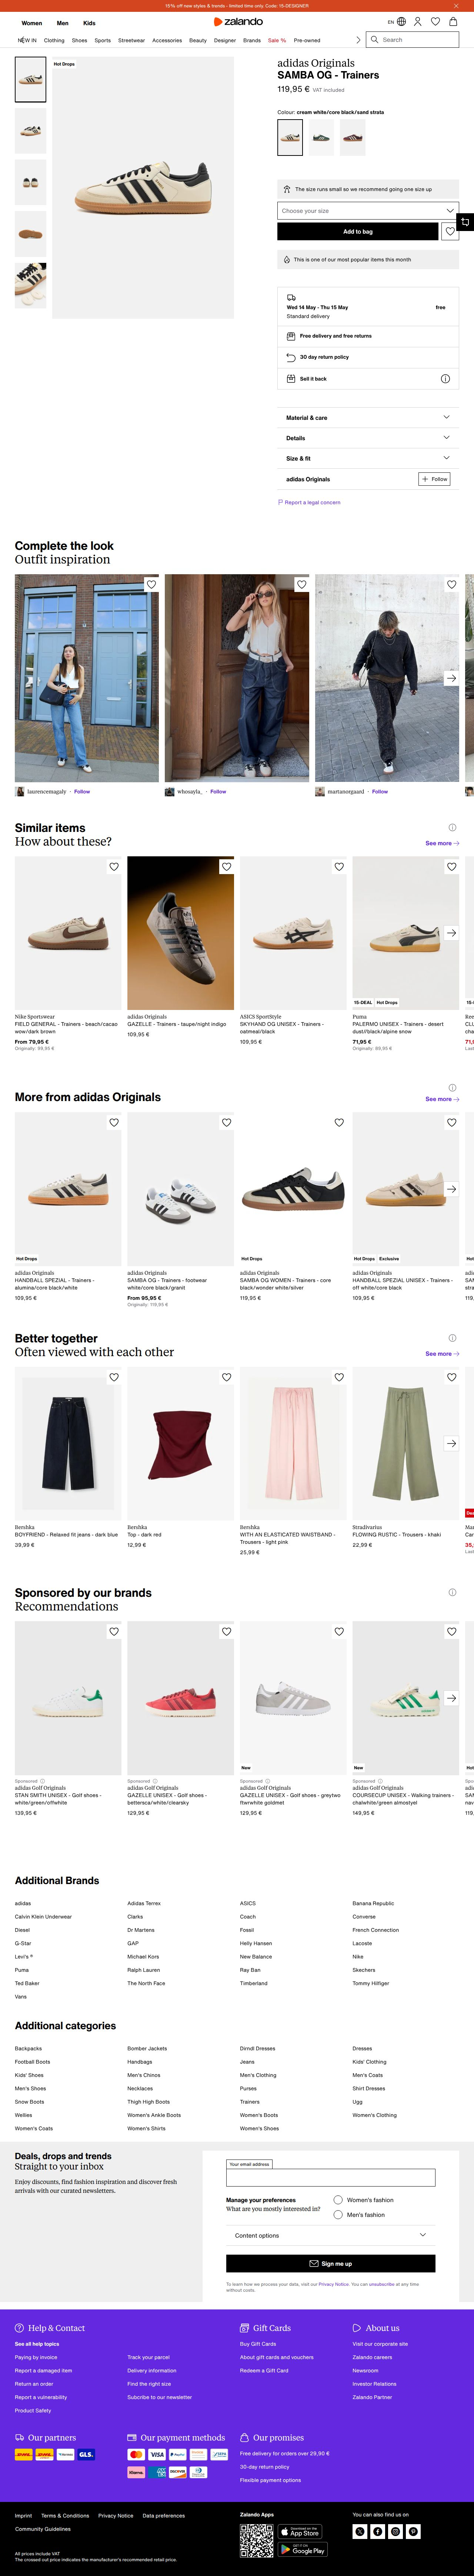 15% off new styles & trends - limited time only. Code: 15-DESIGNER
Women Men Kids
zalando
EN
NEW IN Clothing Shoes Sports Streetwear Accessories Beauty Designer Brands Sale % Pre-owned
Search
Hot Drops
adidas Originals
SAMBA OG - Trainers
119,95 € VAT included
Colour: cream white/core black/sand strata
The size runs small so we recommend going one size up
Choose your size
Add to bag
This is one of our most popular items this month
Wed 14 May - Thu 15 May free
Standard delivery
Free delivery and free returns
30 day return policy
Sell it back
Material & care
Details
Size & fit
adidas Originals
Follow
Report a legal concern
Complete the look
Outfit inspiration
laurencemagaly · Follow
whosayla_ · Follow
martanorgaard · Follow
Similar items
How about these?
See more
Nike Sportswear
FIELD GENERAL - Trainers - beach/cacao
wow/dark brown
From 79,95 €
Originally: 99,95 €
adidas Originals
GAZELLE - Trainers - taupe/night indigo
109,95 €
ASICS SportStyle
SKYHAND OG UNISEX - Trainers -
oatmeal/black
109,95 €
15-DEAL Hot Drops
Puma
PALERMO UNISEX - Trainers - desert
dust//black/alpine snow
71,95 €
Originally: 89,95 €
More from adidas Originals
See more
Hot Drops
adidas Originals
HANDBALL SPEZIAL - Trainers -
alumina/core black/white
109,95 €
adidas Originals
SAMBA OG - Trainers - footwear
white/core black/granit
From 95,95 €
Originally: 119,95 €
Hot Drops
adidas Originals
SAMBA OG WOMEN - Trainers - core
black/wonder white/silver
119,95 €
Hot Drops Exclusive
adidas Originals
HANDBALL SPEZIAL UNISEX - Trainers -
off white/core black
109,95 €
Better together
Often viewed with each other
See more
Bershka
BOYFRIEND - Relaxed fit jeans - dark blue
39,99 €
Bershka
Top - dark red
12,99 €
Bershka
WITH AN ELASTICATED WAISTBAND -
Trousers - light pink
25,99 €
Stradivarius
FLOWING RUSTIC - Trousers - khaki
22,99 €
Sponsored by our brands
Recommendations
Sponsored
adidas Golf Originals
STAN SMITH UNISEX - Golf shoes -
white/green/offwhite
139,95 €
Sponsored
adidas Golf Originals
GAZELLE UNISEX - Golf shoes -
bettersca/white/clearsky
129,95 €
New
Sponsored
adidas Golf Originals
GAZELLE UNISEX - Golf shoes - greytwo
ftwrwhite goldmet
129,95 €
New
Sponsored
adidas Golf Originals
COURSECUP UNISEX - Walking trainers -
chalwhite/green almostyel
149,95 €
Additional Brands
adidas Adidas Terrex ASICS Banana Republic
Calvin Klein Underwear Clarks Coach Converse
Diesel Dr Martens Fossil French Connection
G-Star GAP Helly Hansen Lacoste
Levi's ® Michael Kors New Balance Nike
Puma Ralph Lauren Ray Ban Skechers
Ted Baker The North Face Timberland Tommy Hilfiger
Vans
Additional categories
Backpacks Bomber Jackets Dirndl Dresses Dresses
Football Boots Handbags Jeans Kids' Clothing
Kids' Shoes Men's Chinos Men's Clothing Men's Coats
Men's Shoes Necklaces Purses Shirt Dresses
Snow Boots Thigh High Boots Trainers Ugg
Wellies Women's Ankle Boots Women's Boots Women's Clothing
Women's Coats Women's Shirts Women's Shoes
Deals, drops and trends
Straight to your inbox
Enjoy discounts, find fashion inspiration and discover fresh
arrivals with our curated newsletters.
Your email address
Manage your preferences
What are you mostly interested in?
Women's fashion
Men's fashion
Content options
Sign me up
To learn how we process your data, visit our Privacy Notice. You can unsubscribe at any time
without costs.
Help & Contact
See all help topics
Paying by invoice
Report a damaged item
Return an order
Report a vulnerability
Product Safety
Track your parcel
Delivery information
Find the right size
Subcribe to our newsletter
Gift Cards
Buy Gift Cards
About gift cards and vouchers
Redeem a Gift Card
About us
Visit our corporate site
Zalando careers
Newsroom
Investor Relations
Zalando Partner
Our partners
GLS.
Our payment methods
VISA
PayPal
Klarna.
DISCOVER
Our promises
Free delivery for orders over 29,90 €
30-day return policy
Flexible payment options
Imprint Terms & Conditions Privacy Notice Data preferences
Community Guidelines
All prices include VAT
The crossed out price indicates the manufacturer's recommended retail price.
Zalando Apps
Download on the
App Store
GET IT ON
Google Play
You can also find us on